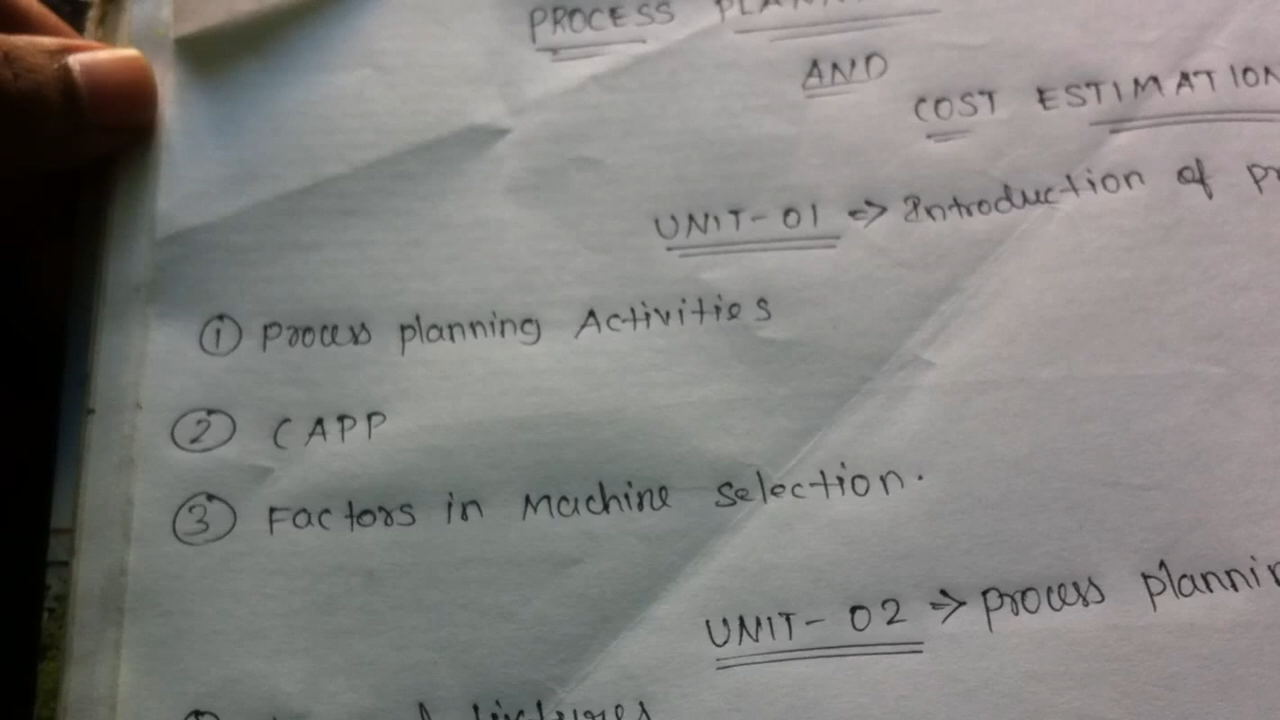 PROCESS
AND
COST ESTIMATION
UNIT-01 => Introduction of
① Process planning Activities
② CAPP
③ Factors in Machine Selection.
UNIT-02 => process